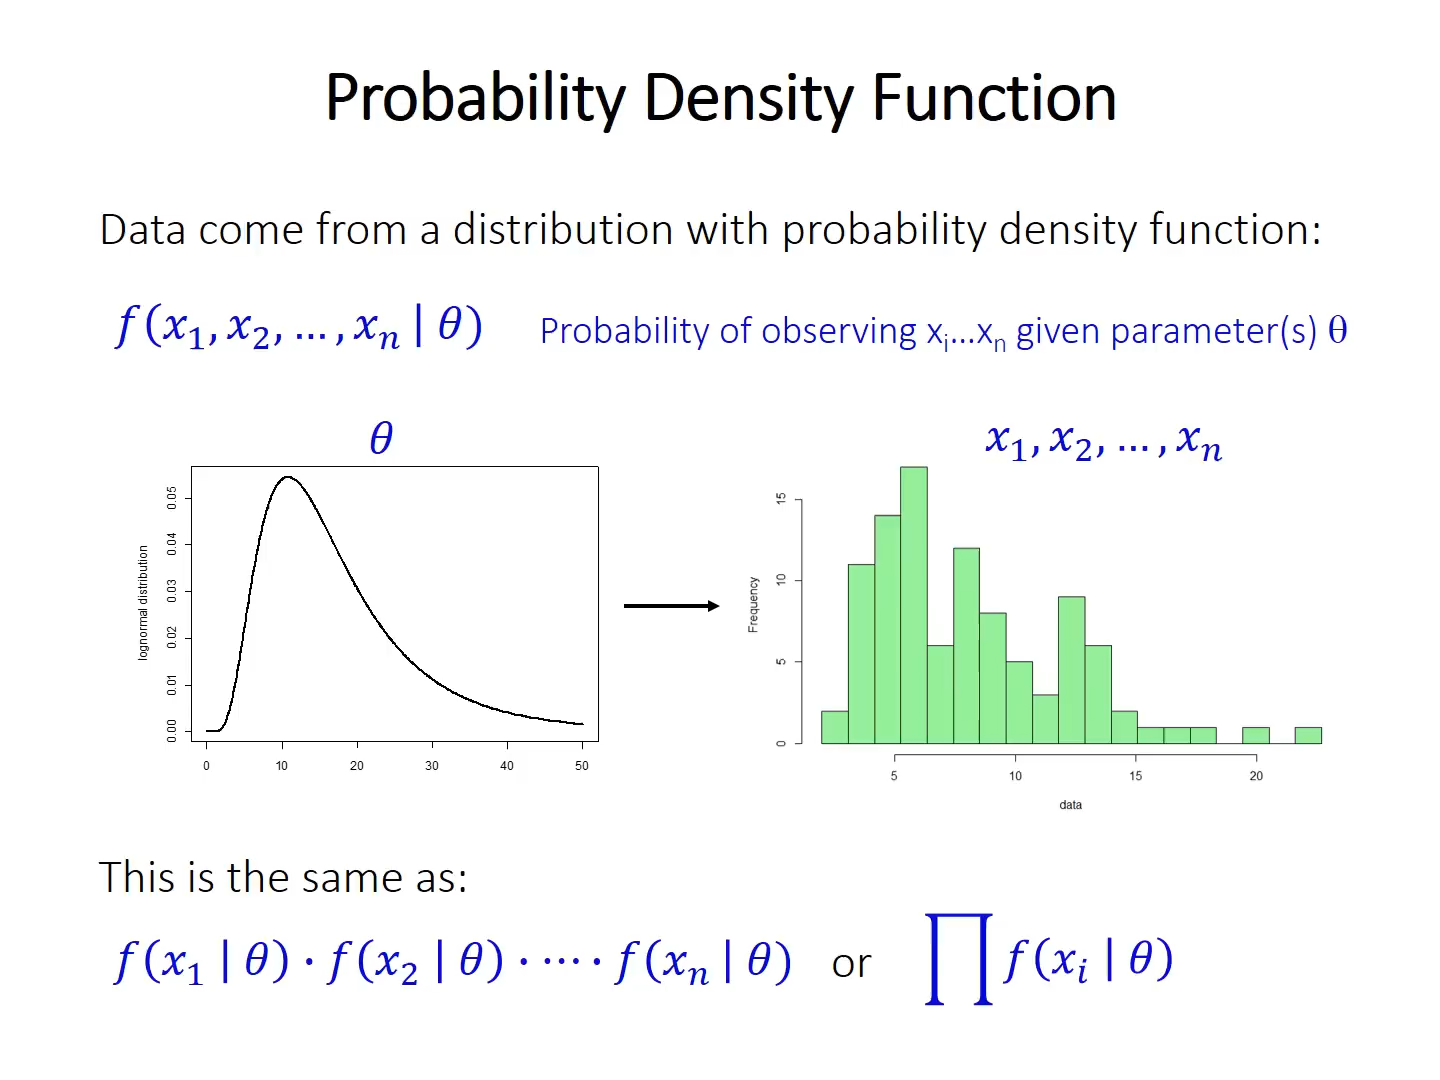 Probability Density Function
Data come from a distribution with probability density function:
f(x₁, x₂, … , xₙ | θ) Probability of observing xᵢ…xₙ given parameter(s) θ
θ
x₁, x₂, … , xₙ
lognormal distribution
0.00 0.01 0.02 0.03 0.04 0.05
0 10 20 30 40 50
Frequency
0 5 10 15
5 10 15 20
data
This is the same as:
f(x₁ | θ) · f(x₂ | θ) · ⋯ · f(xₙ | θ) or ∏ f(xᵢ | θ)